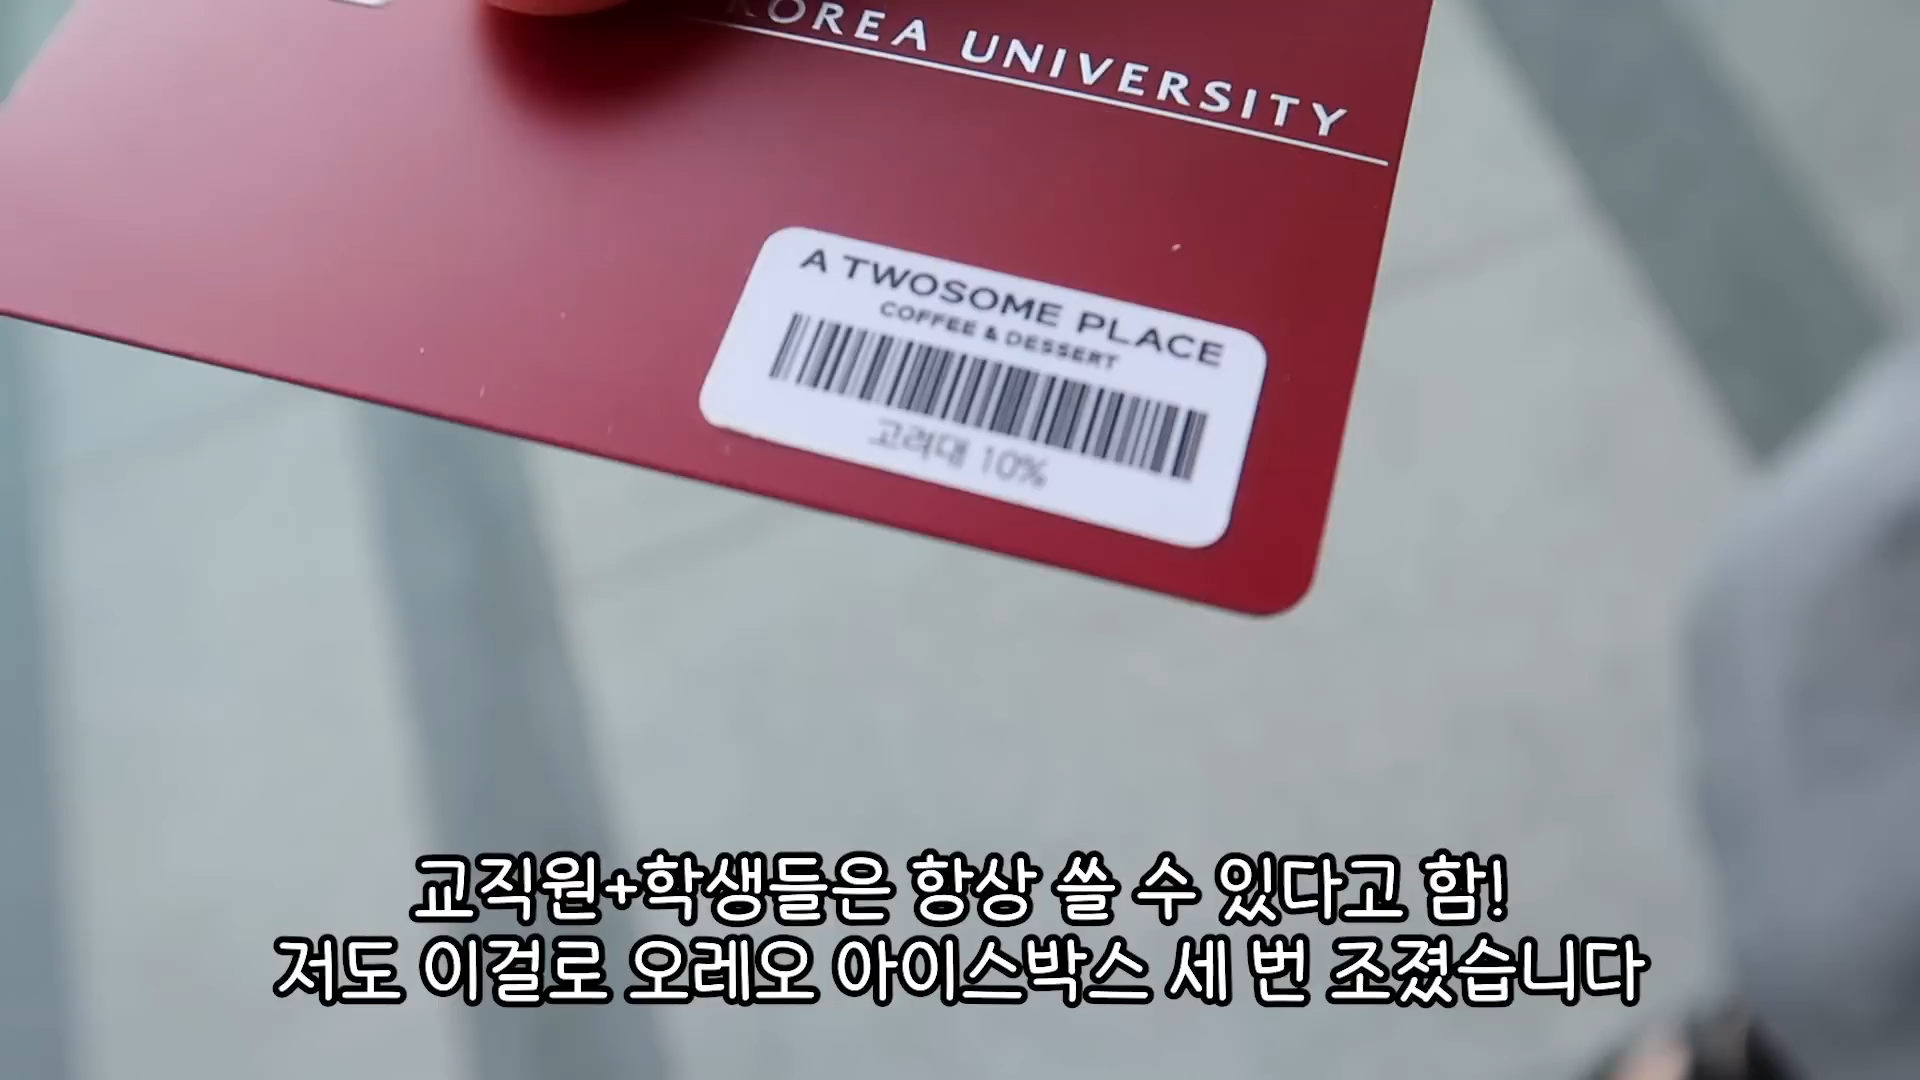 KOREA UNIVERSITY
A TWOSOME PLACE
COFFEE & DESSERT
고려대 10%
교직원+학생들은 항상 쓸 수 있다고 함!
저도 이걸로 오레오 아이스박스 세 번 조졌습니다